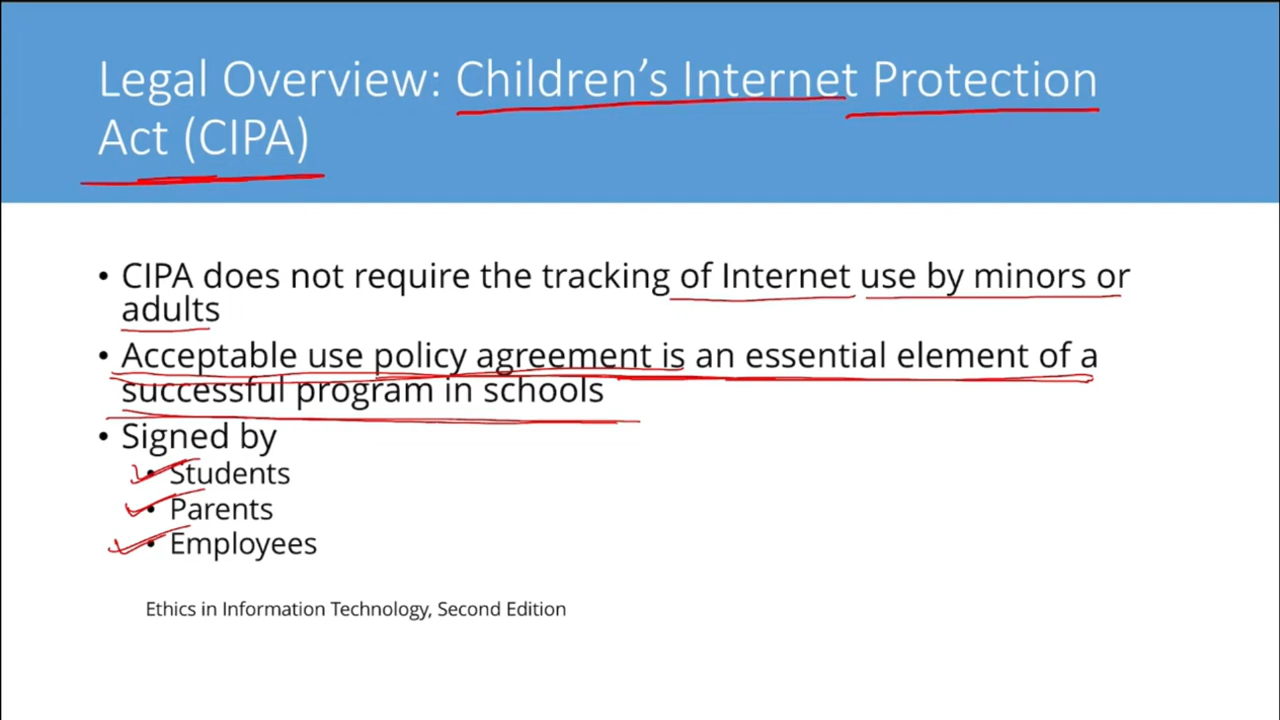 Legal Overview: Children's Internet Protection
Act (CIPA)
• CIPA does not require the tracking of Internet use by minors or
adults
• Acceptable use policy agreement is an essential element of a
successful program in schools
• Signed by
• Students
• Parents
• Employees
Ethics in Information Technology, Second Edition